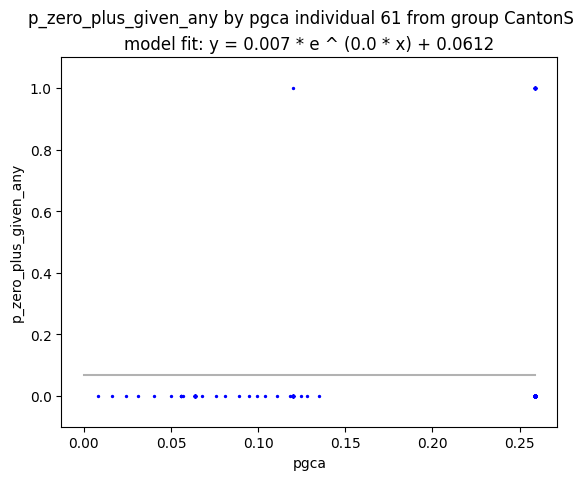 p_zero_plus_given_any by pgca individual 61 from group CantonS
model fit: y = 0.007 * e ^ (0.0 * x) + 0.0612
1.0
0.8
0.6
0.4
0.2
0.0
p_zero_plus_given_any
0.00 0.05 0.10 0.15 0.20 0.25
pgca